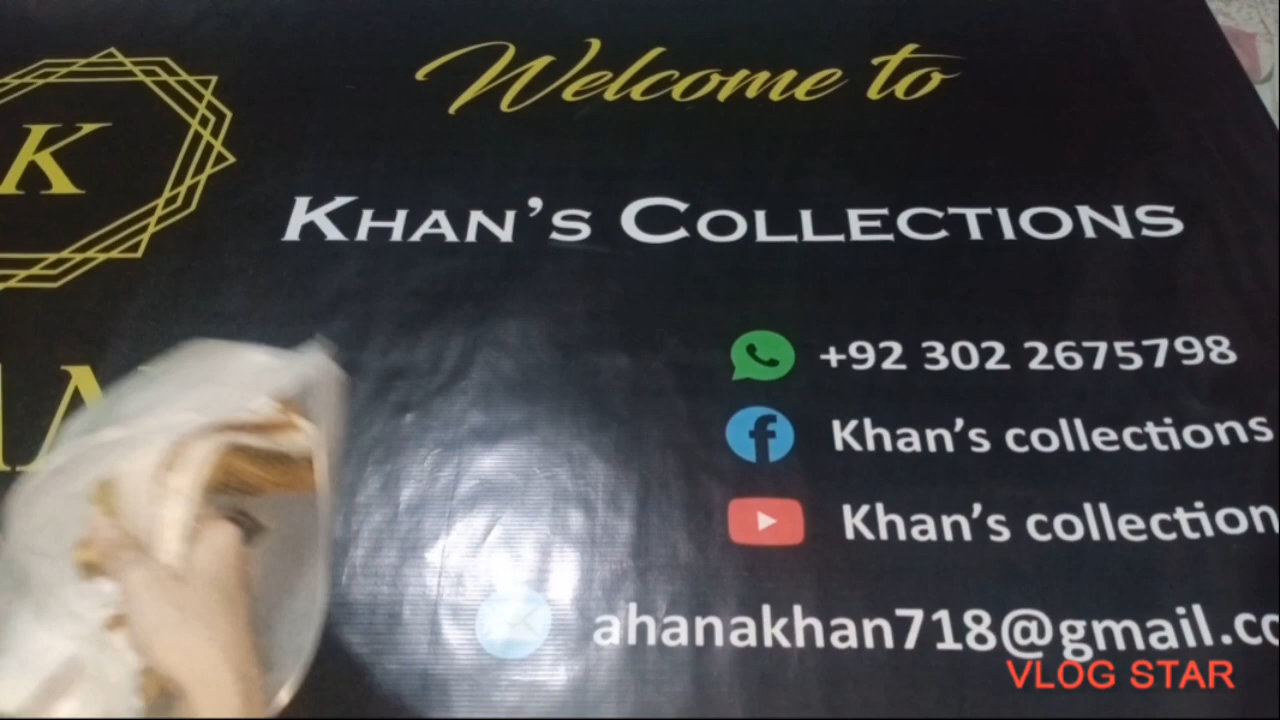 Welcome to
K
KHAN'S COLLECTIONS
+92 302 2675798
Khan's collections
Khan's collection
ahanakhan718@gmail.co
VLOG STAR